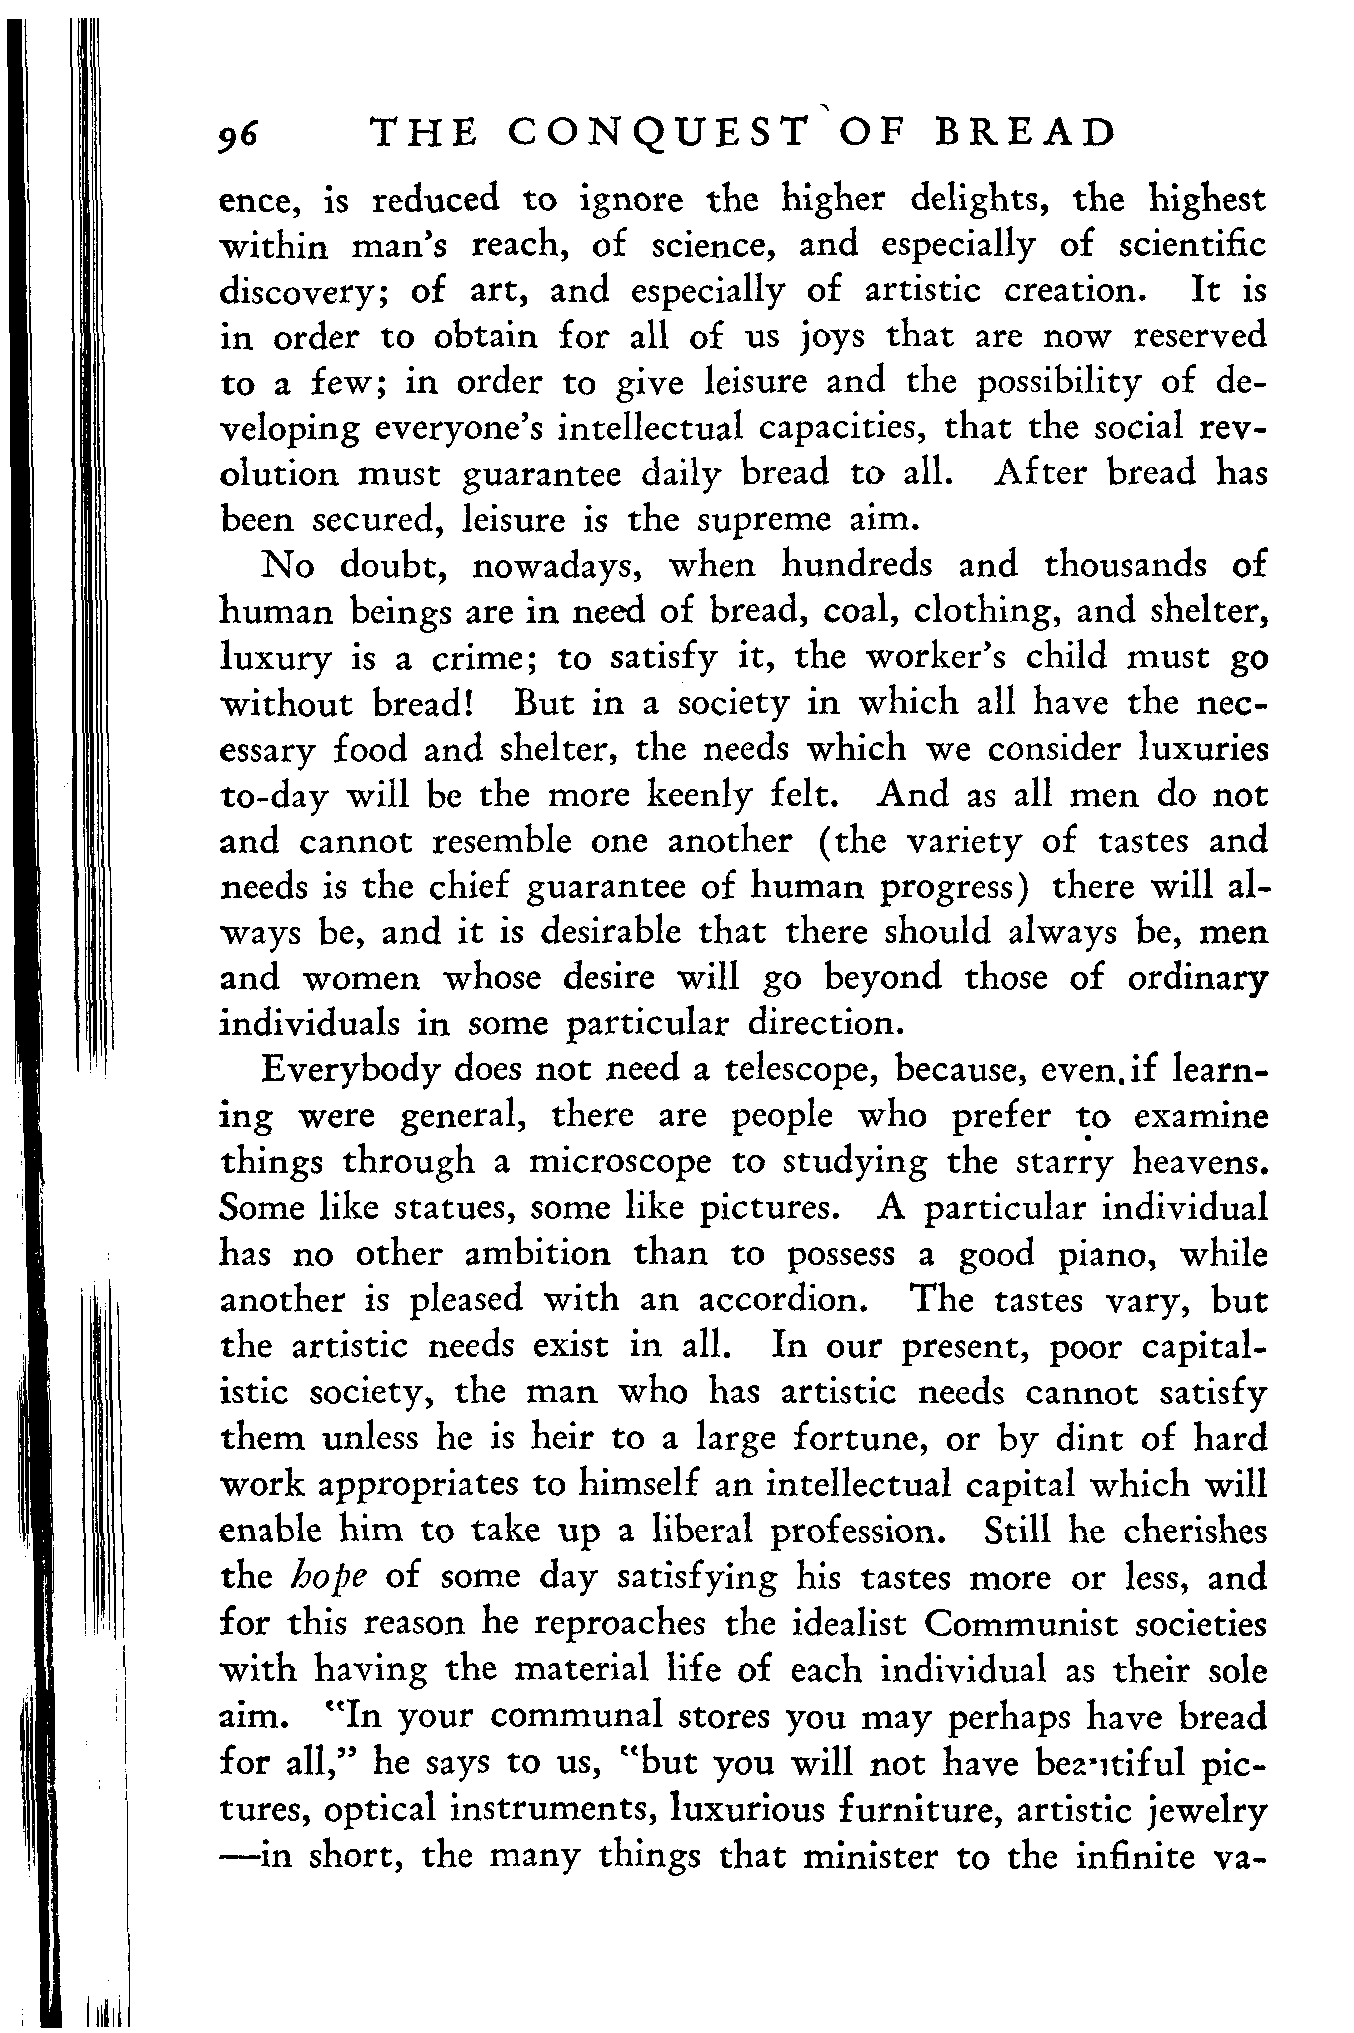 96 THE CONQUEST OF BREAD
ence, is reduced to ignore the higher delights, the highest
within man's reach, of science, and especially of scientific
discovery; of art, and especially of artistic creation. It is
in order to obtain for all of us joys that are now reserved
to a few; in order to give leisure and the possibility of de-
veloping everyone's intellectual capacities, that the social rev-
olution must guarantee daily bread to all. After bread has
been secured, leisure is the supreme aim.
No doubt, nowadays, when hundreds and thousands of
human beings are in need of bread, coal, clothing, and shelter,
luxury is a crime; to satisfy it, the worker's child must go
without bread! But in a society in which all have the nec-
essary food and shelter, the needs which we consider luxuries
to-day will be the more keenly felt. And as all men do not
and cannot resemble one another (the variety of tastes and
needs is the chief guarantee of human progress) there will al-
ways be, and it is desirable that there should always be, men
and women whose desire will go beyond those of ordinary
individuals in some particular direction.
Everybody does not need a telescope, because, even if learn-
ing were general, there are people who prefer to examine
things through a microscope to studying the starry heavens.
Some like statues, some like pictures. A particular individual
has no other ambition than to possess a good piano, while
another is pleased with an accordion. The tastes vary, but
the artistic needs exist in all. In our present, poor capital-
istic society, the man who has artistic needs cannot satisfy
them unless he is heir to a large fortune, or by dint of hard
work appropriates to himself an intellectual capital which will
enable him to take up a liberal profession. Still he cherishes
the hope of some day satisfying his tastes more or less, and
for this reason he reproaches the idealist Communist societies
with having the material life of each individual as their sole
aim. "In your communal stores you may perhaps have bread
for all," he says to us, "but you will not have beautiful pic-
tures, optical instruments, luxurious furniture, artistic jewelry
—in short, the many things that minister to the infinite va-